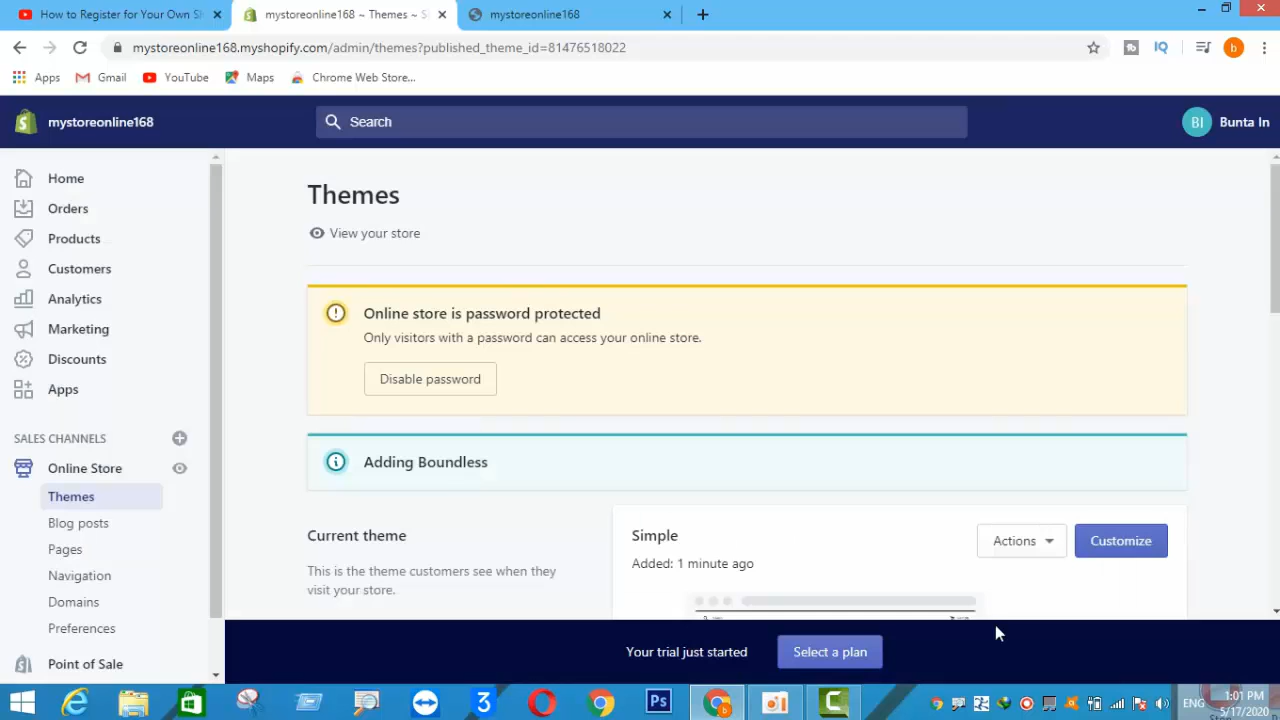 How to Register for Your Own Sh
mystoreonline168 ~ Themes ~ S
mystoreonline168
mystoreonline168.myshopify.com/admin/themes?published_theme_id=81476518022
IQ
b
Apps
Gmail
YouTube
Maps
Chrome Web Store...
mystoreonline168
Search
BI
Bunta In
Home
Orders
Products
Customers
Analytics
Marketing
Discounts
Apps
SALES CHANNELS
Online Store
Themes
Blog posts
Pages
Navigation
Domains
Preferences
Point of Sale
Themes
View your store
Online store is password protected
Only visitors with a password can access your online store.
Disable password
Adding Boundless
Current theme
This is the theme customers see when they
visit your store.
Simple
Added: 1 minute ago
Actions
Customize
Your trial just started
Select a plan
3
Ps
b
ENG
1:01 PM
5/17/2020